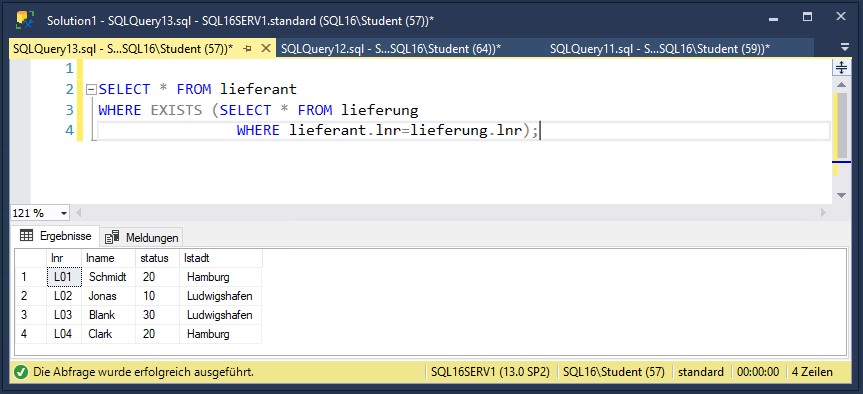 Solution1 - SQLQuery13.sql - SQL16SERV1.standard (SQL16\Student (57))*
SQLQuery13.sql - S...SQL16\Student (57))* SQLQuery12.sql - S...SQL16\Student (64))* SQLQuery11.sql - S...SQL16\Student (59))*
1
2 SELECT * FROM lieferant
3 WHERE EXISTS (SELECT * FROM lieferung
4 WHERE lieferant.lnr=lieferung.lnr);
121 %
Ergebnisse Meldungen
lnr lname status lstadt
1 L01 Schmidt 20 Hamburg
2 L02 Jonas 10 Ludwigshafen
3 L03 Blank 30 Ludwigshafen
4 L04 Clark 20 Hamburg
Die Abfrage wurde erfolgreich ausgeführt. SQL16SERV1 (13.0 SP2) SQL16\Student (57) standard 00:00:00 4 Zeilen